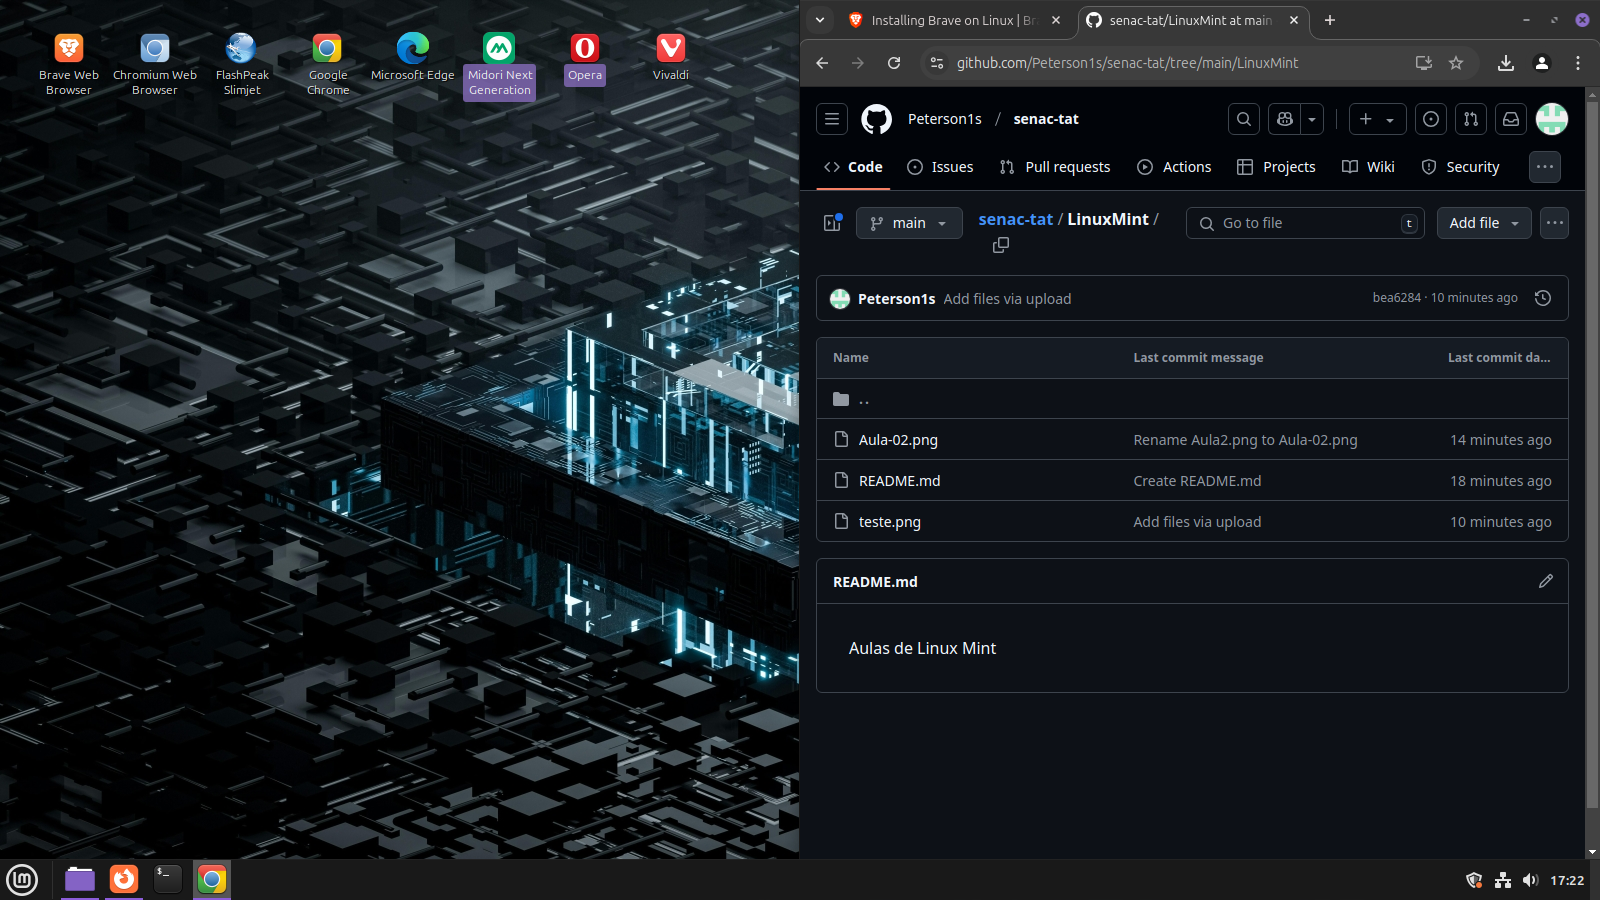 Brave Web
Browser
Chromium Web
Browser
FlashPeak
Slimjet
Google
Chrome
Microsoft Edge
Midori Next
Generation
Opera
Vivaldi
Installing Brave on Linux | Br
senac-tat/LinuxMint at main
github.com/Peterson1s/senac-tat/tree/main/LinuxMint
Peterson1s / senac-tat
Code Issues Pull requests Actions Projects Wiki Security
main senac-tat / LinuxMint / Go to file t Add file
Peterson1s Add files via upload bea6284 · 10 minutes ago
Name Last commit message Last commit da...
..
Aula-02.png Rename Aula2.png to Aula-02.png 14 minutes ago
README.md Create README.md 18 minutes ago
teste.png Add files via upload 10 minutes ago
README.md
Aulas de Linux Mint
17:22